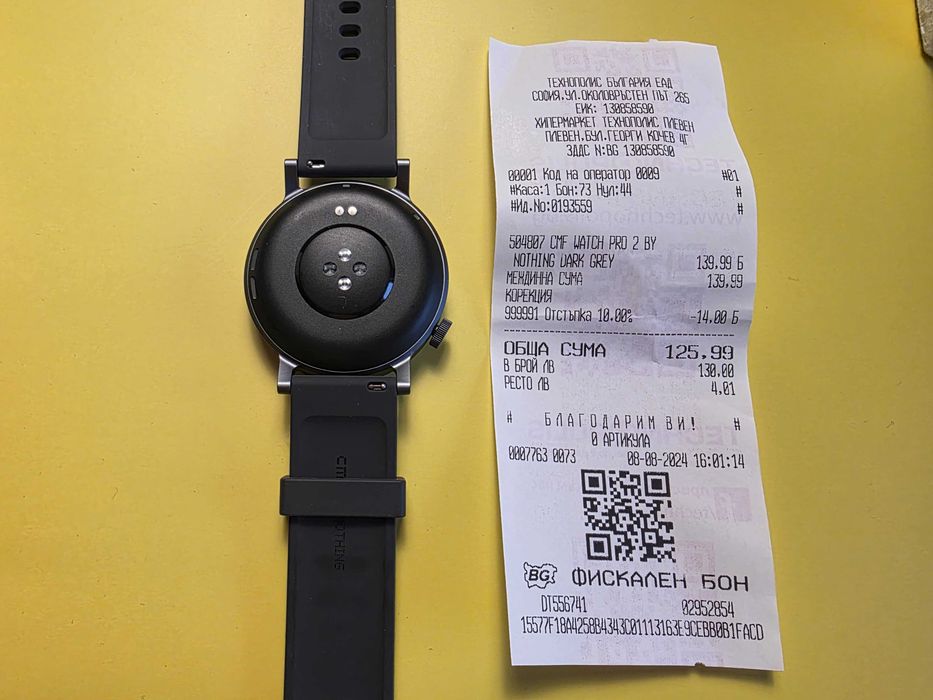 ТЕХНОПОЛИС БЪЛГАРИЯ ЕАД
СОФИЯ.УЛ.ОКОЛОВРЪСТЕН ПЪТ 265
ЕИК: 130858590
ХИПЕРМАРКЕТ ТЕХНОПОЛИС ПЛЕВЕН
ПЛЕВЕН.БУЛ.ГЕОРГИ КОЧЕВ 4Г
ЗДДС N:BG 130858590
00001 Код на оператор 0009 #01
#Каса:1 Бон:73 Нул:44 #
#Ид.No:0193559 #
504807 CMF WATCH PRO 2 BY
NOTHING DARK GREY 139,99 Б
МЕЖДИННА СУМА 139,99
КОРЕКЦИЯ
999991 Отстъпка 10.00% -14,00 Б
ОБЩА СУМА 125,99
В БРОЙ ЛВ 130.00
РЕСТО ЛВ 4,01
# БЛАГОДАРИМ ВИ! #
0 АРТИКУЛА
0007763 0073 08-08-2024 16:01:14
BG ФИСКАЛЕН БОН
DT556741 02952854
15577F18A4258B4343C01113163E9CEBB0B1FACD